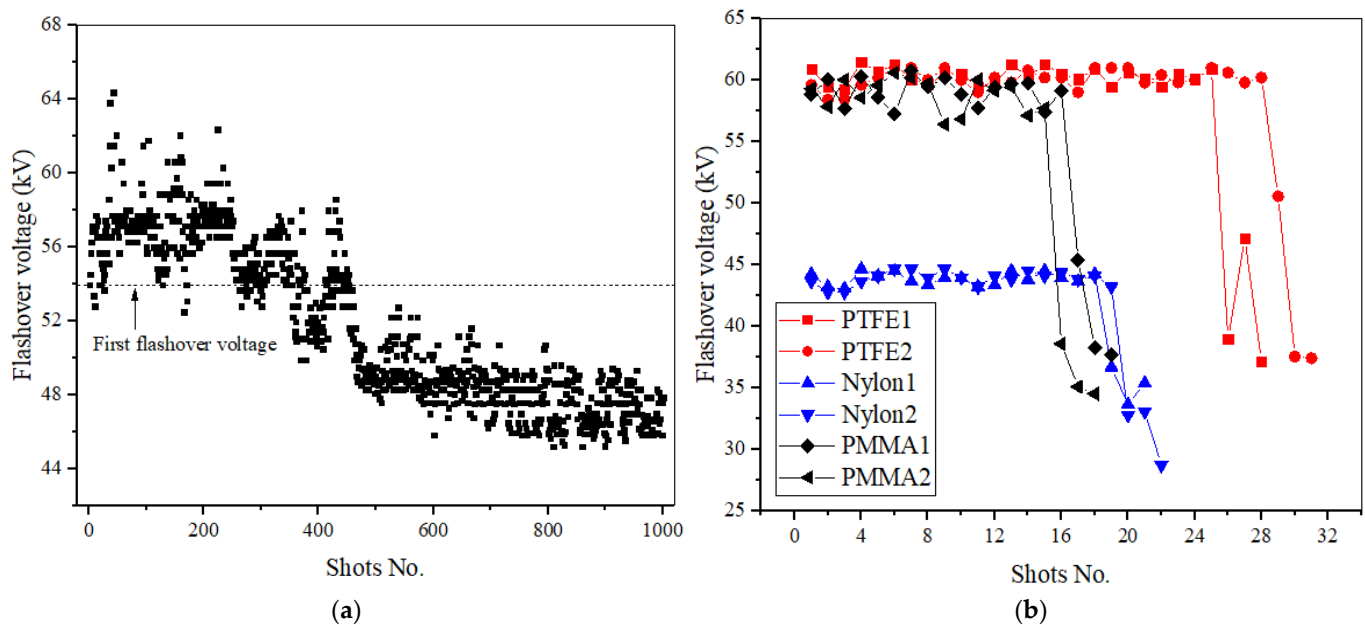 68
64
60
56
52
48
44
Flashover voltage (kV)
First flashover voltage
0
200
400
600
800
1000
Shots No.
(a)
65
60
55
50
45
40
35
30
25
Flashover voltage (kV)
PTFE1
PTFE2
Nylon1
Nylon2
PMMA1
PMMA2
0
4
8
12
16
20
24
28
32
Shots No.
(b)